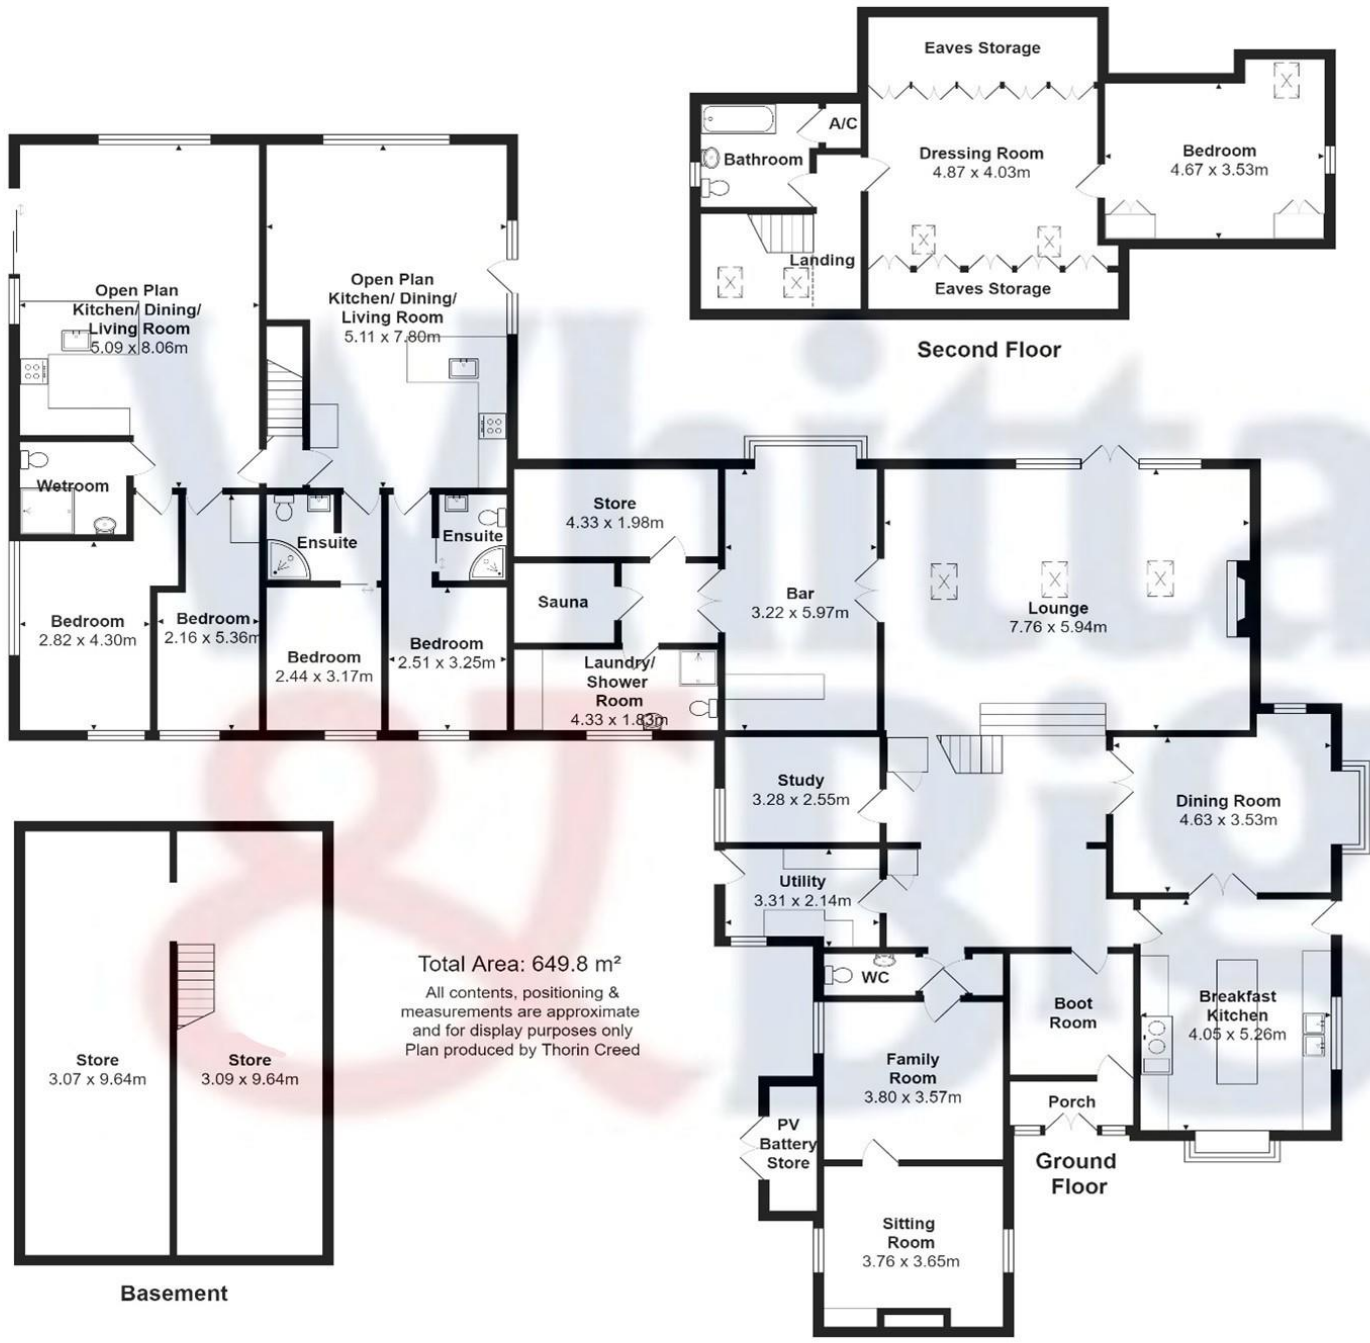 Eaves Storage
A/C
Bathroom
Dressing Room
4.87 x 4.03m
Bedroom
4.67 x 3.53m
Landing
Eaves Storage
Second Floor
Open Plan
Kitchen/ Dining/
Living Room
5.09 x 8.06m
Open Plan
Kitchen/ Dining/
Living Room
5.11 x 7.80m
Wetroom
Ensuite
Ensuite
Bedroom
2.82 x 4.30m
Bedroom
2.16 x 5.36m
Bedroom
2.44 x 3.17m
Bedroom
2.51 x 3.25m
Store
4.33 x 1.98m
Sauna
Laundry/
Shower
Room
4.33 x 1.83m
Bar
3.22 x 5.97m
Lounge
7.76 x 5.94m
Study
3.28 x 2.55m
Dining Room
4.63 x 3.53m
Utility
3.31 x 2.14m
WC
Boot
Room
Breakfast
Kitchen
4.05 x 5.26m
Family
Room
3.80 x 3.57m
Porch
PV
Battery
Store
Ground
Floor
Sitting
Room
3.76 x 3.65m
Total Area: 649.8 m²
All contents, positioning &
measurements are approximate
and for display purposes only
Plan produced by Thorin Creed
Store
3.07 x 9.64m
Store
3.09 x 9.64m
Basement
Whitta
&TBig